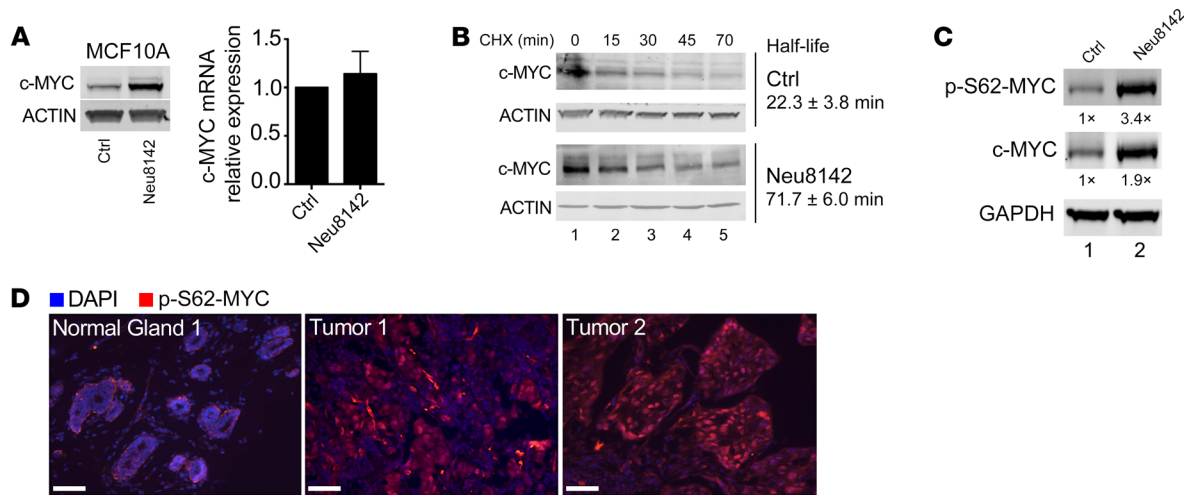 A
MCF10A
c-MYC
ACTIN
Ctrl
Neu8142
c-MYC mRNA
relative expression
1.5
1.0
0.5
0.0
Ctrl
Neu8142
B
CHX (min) 0 15 30 45 70
Half-life
c-MYC
Ctrl
22.3 ± 3.8 min
ACTIN
c-MYC
Neu8142
71.7 ± 6.0 min
ACTIN
1 2 3 4 5
C
Ctrl
Neu8142
p-S62-MYC
1× 3.4×
c-MYC
1× 1.9×
GAPDH
1 2
D
DAPI p-S62-MYC
Normal Gland 1
Tumor 1
Tumor 2